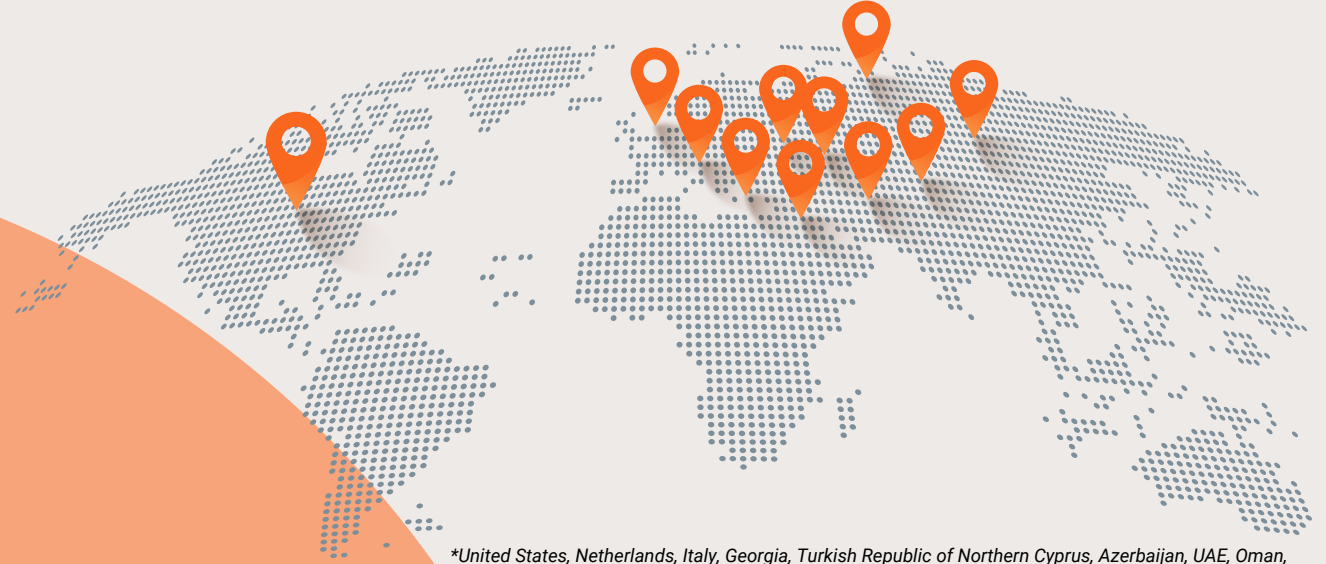 *United States, Netherlands, Italy, Georgia, Turkish Republic of Northern Cyprus, Azerbaijan, UAE, Oman,